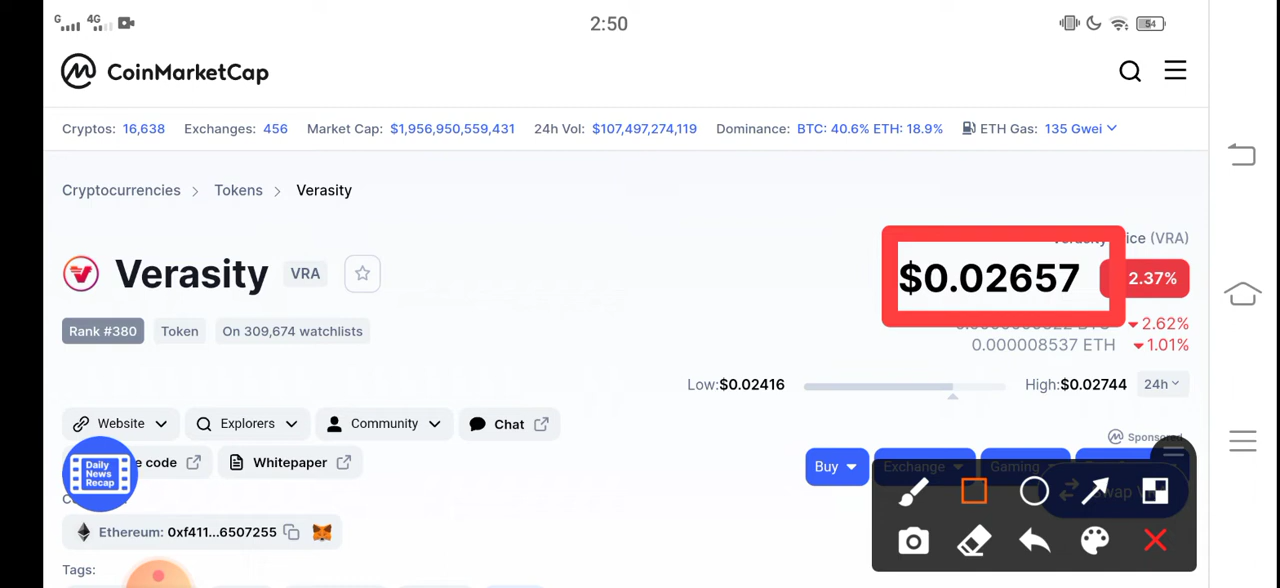 G 4G 2:50 54
CoinMarketCap
Cryptos: 16,638 Exchanges: 456 Market Cap: $1,956,950,559,431 24h Vol: $107,497,274,119 Dominance: BTC: 40.6% ETH: 18.9% ETH Gas: 135 Gwei
Cryptocurrencies > Tokens > Verasity
(VRA)
Verasity VRA $0.02657 2.37%
Rank #380 Token On 309,674 watchlists
BTC 2.62%
0.000008537 ETH 1.01%
Low:$0.02416 High:$0.02744 24h
Website Explorers Community Chat
Sponsored
code Whitepaper
Daily News Recap
Buy Exchange Gaming
Ethereum: 0xf411...6507255
Tags: